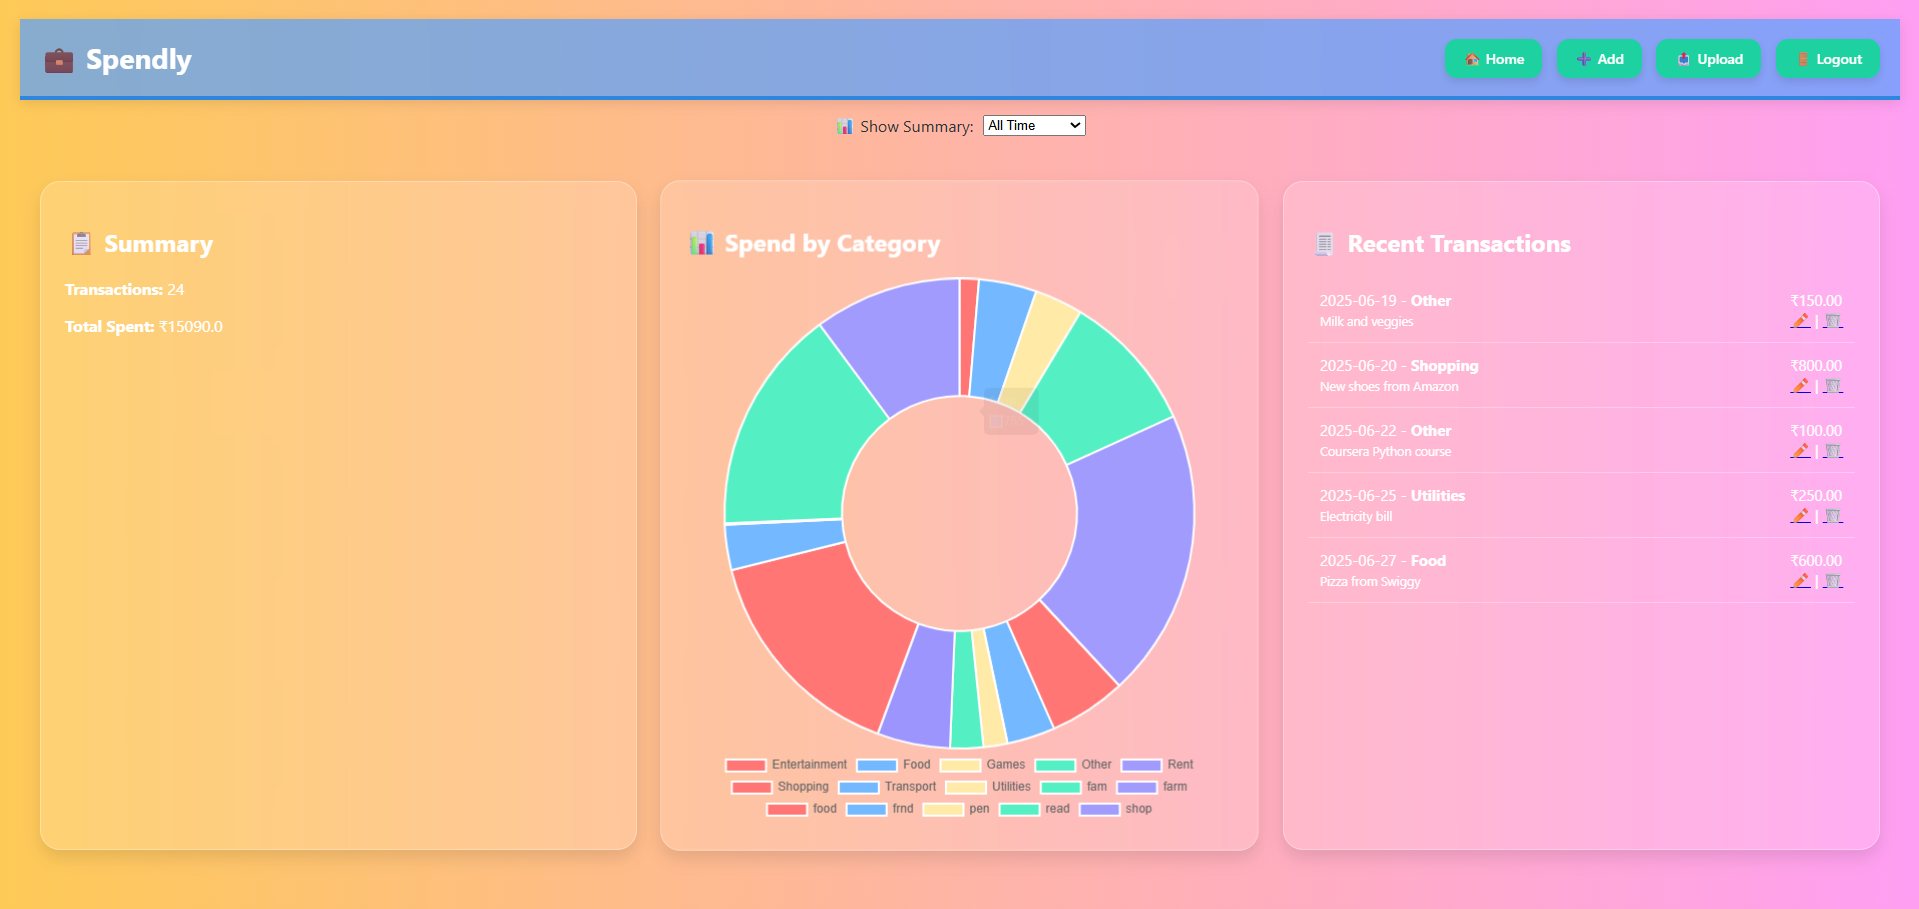 Spendly
Home
Add
Upload
Logout
Show Summary: All Time
Summary
Transactions: 24
Total Spent: ₹15090.0
Spend by Category
Entertainment Food Games Other Rent
Shopping Transport Utilities fam farm
food frnd pen read shop
Recent Transactions
2025-06-19 - Other ₹150.00
Milk and veggies |
2025-06-20 - Shopping ₹800.00
New shoes from Amazon |
2025-06-22 - Other ₹100.00
Coursera Python course |
2025-06-25 - Utilities ₹250.00
Electricity bill |
2025-06-27 - Food ₹600.00
Pizza from Swiggy |